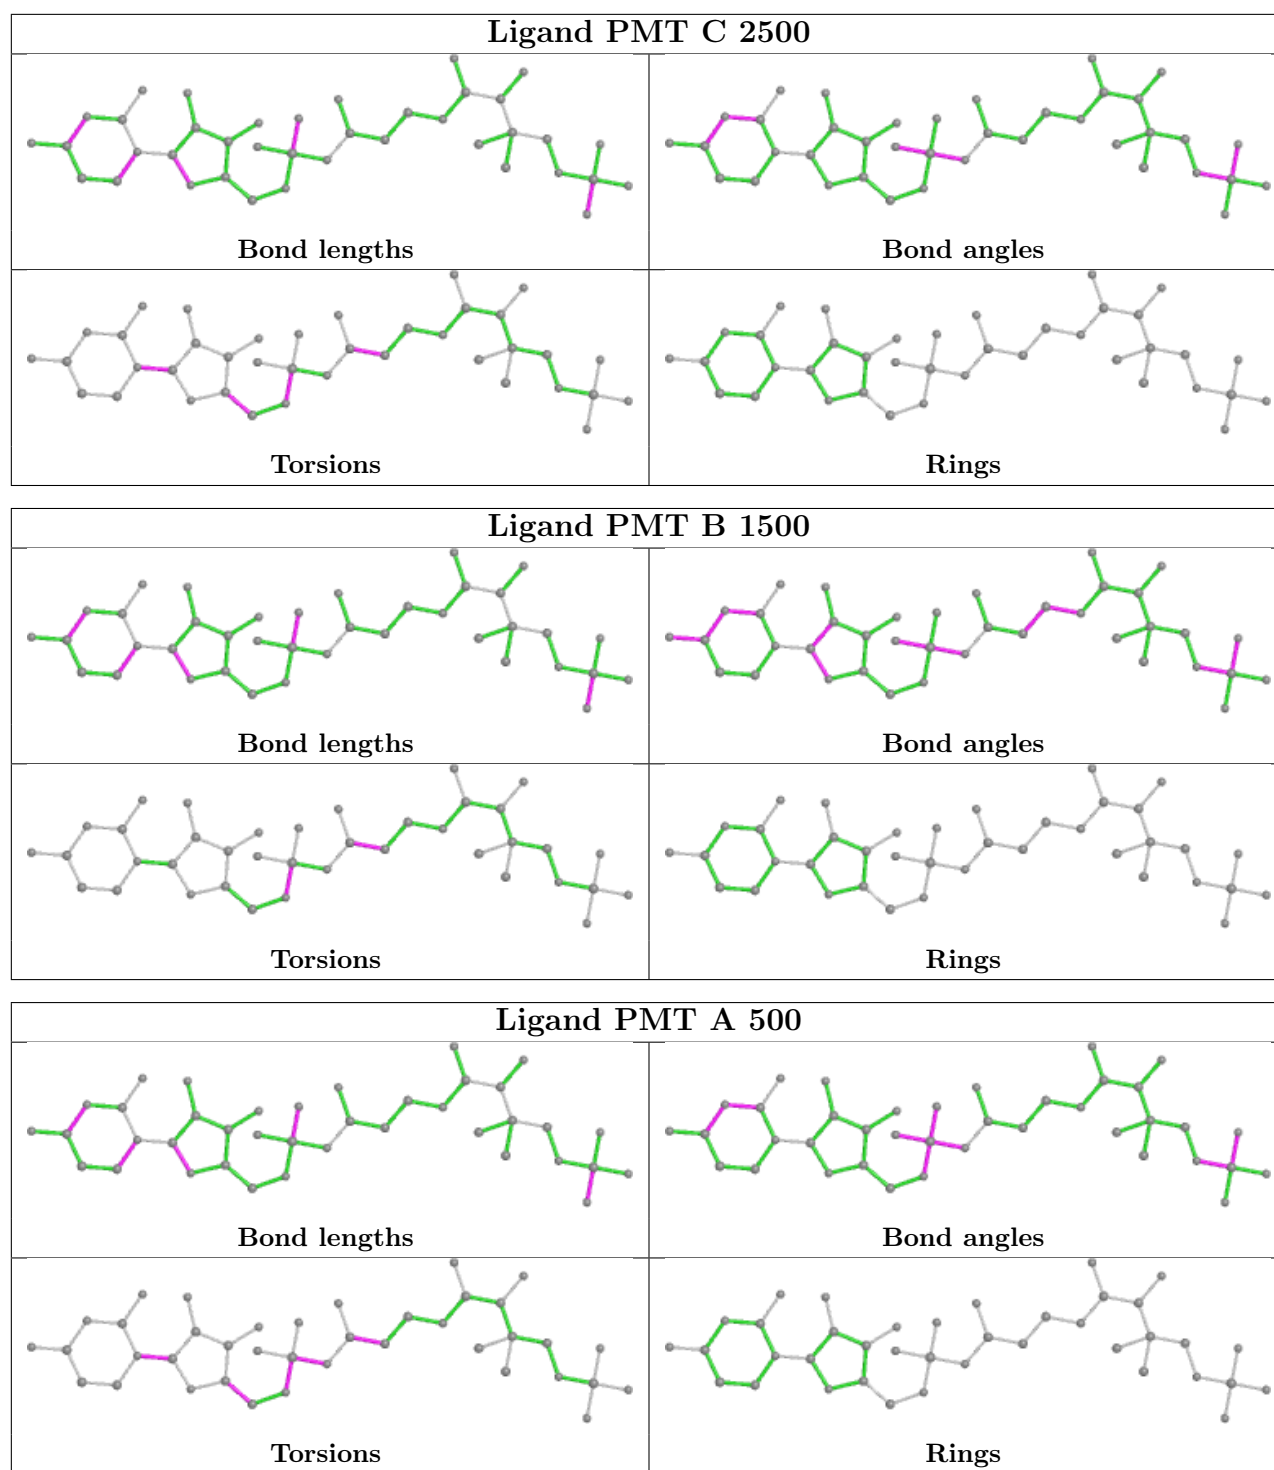 Ligand PMT C 2500
Bond lengths
Bond angles
Torsions
Rings
Ligand PMT B 1500
Bond lengths
Bond angles
Torsions
Rings
Ligand PMT A 500
Bond lengths
Bond angles
Torsions
Rings